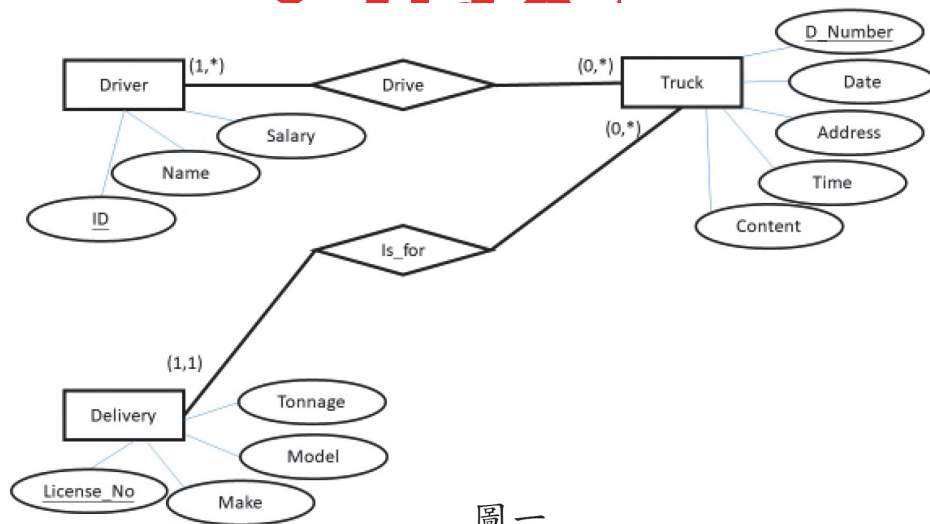 D_Number
(1,*)
(0,*)
Driver
Drive
Truck
Date
Salary
(0,*)
Address
Name
Time
ID
Content
Is_for
(1,1)
Tonnage
Delivery
Model
License_No
Make
圖一